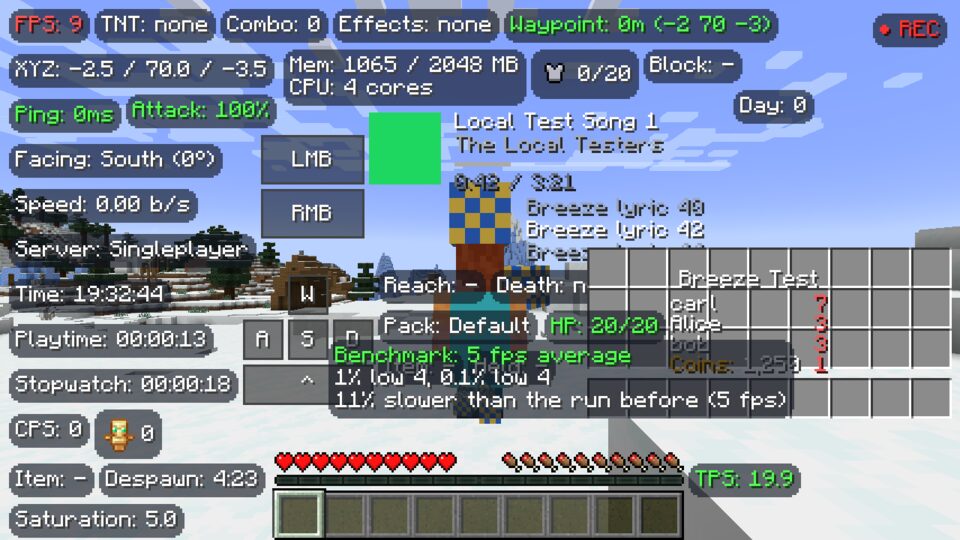 FPS: 9
TNT: none
Combo: 0
Effects: none
Waypoint: 0m (-2 70 -3)
REC
XYZ: -2.5 / 70.0 / -3.5
Mem: 1065 / 2048 MB
CPU: 4 cores
0/20
Block: -
Day: 0
Ping: 0ms
Attack: 100%
Local Test Song 1
The Local Testers
0:42 / 3:21
Facing: South (0°)
LMB
Speed: 0.00 b/s
RMB
Breeze lyric 40
Breeze lyric 42
Breeze lyric
Server: Singleplayer
Breeze Test
Time: 19:32:44
W
Reach: -
Death: n
carl 7
Alice 3
bob 3
Coins: 1,250 1
Playtime: 00:00:13
A
S
D
Pack: Default
HP: 20/20
Benchmark: 5 fps average
1% low 4, 0.1% low 4
11% slower than the run before (5 fps)
Stopwatch: 00:00:18
^
CPS: 0
0
Item: -
Despawn: 4:23
TPS: 19.9
Saturation: 5.0